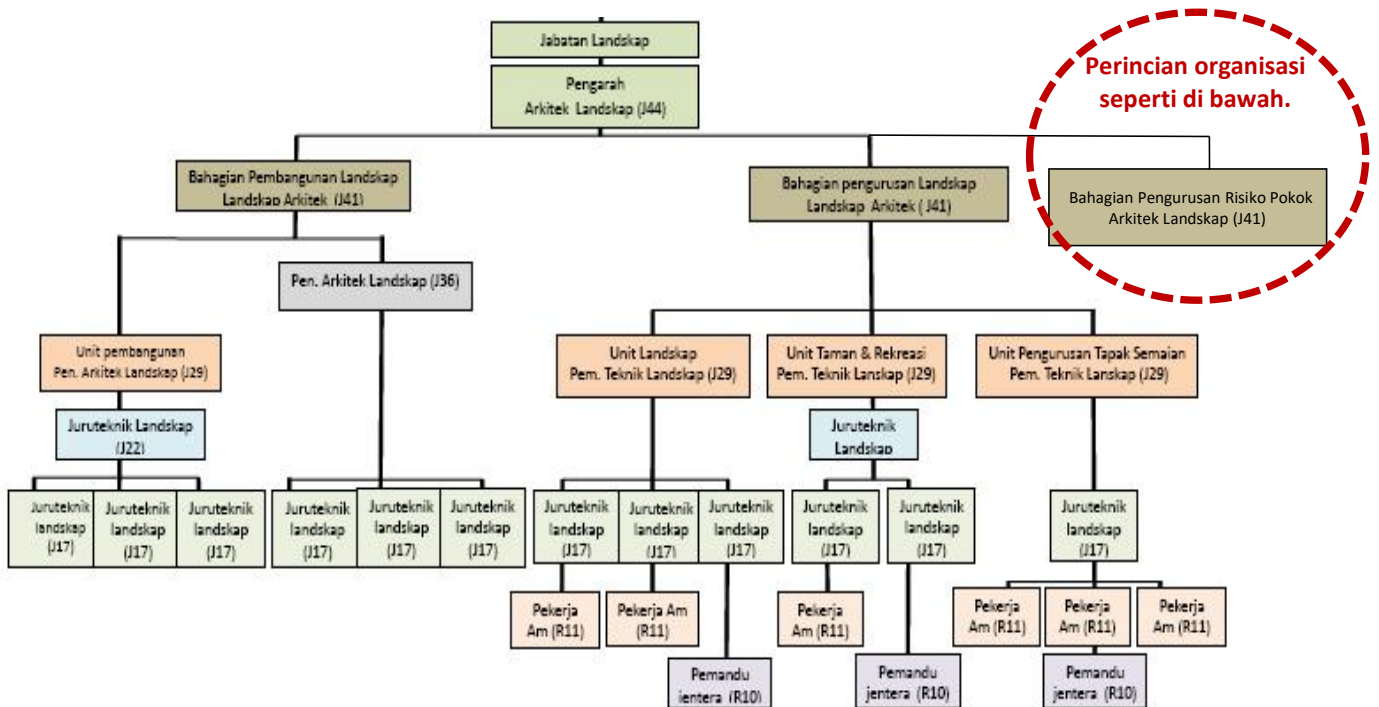 Jabatan Landskap
Pengarah
Arkitek Landskap (J44)
Perincian organisasi
seperti di bawah.
Bahagian Pembangunan Landskap
Landskap Arkitek (J41)
Bahagian pengurusan Landskap
Landskap Arkitek ( J41)
Bahagian Pengurusan Risiko Pokok
Arkitek Landskap (J41)
Pen. Arkitek Landskap (J36)
Unit pembangunan
Pen. Arkitek Landskap (J29)
Unit Landskap
Pem. Teknik Landskap (J29)
Unit Taman & Rekreasi
Pem. Teknik Lanskap (J29)
Unit Pengurusan Tapak Semaian
Pem. Teknik Lanskap (J29)
Juruteknik Landskap
(J22)
Juruteknik
Landskap
Juruteknik
landskap
(J17)
Juruteknik
landskap
(J17)
Juruteknik
landskap
(J17)
Juruteknik
landskap
(J17)
Juruteknik
landskap
(J17)
Juruteknik
landskap
(J17)
Juruteknik
landskap
(J17)
Juruteknik
landskap
(J17)
Juruteknik
landskap
(J17)
Juruteknik
landskap
(J17)
Juruteknik
landskap
(J17)
Juruteknik
landskap
(J17)
Pekerja
Am (R11)
Pekerja Am
(R11)
Pekerja
Am (R11)
Pekerja
Am (R11)
Pekerja
Am (R11)
Pekerja
Am (R11)
Pemandu
jentera (R10)
Pemandu
jentera (R10)
Pemandu
jentera (R10)